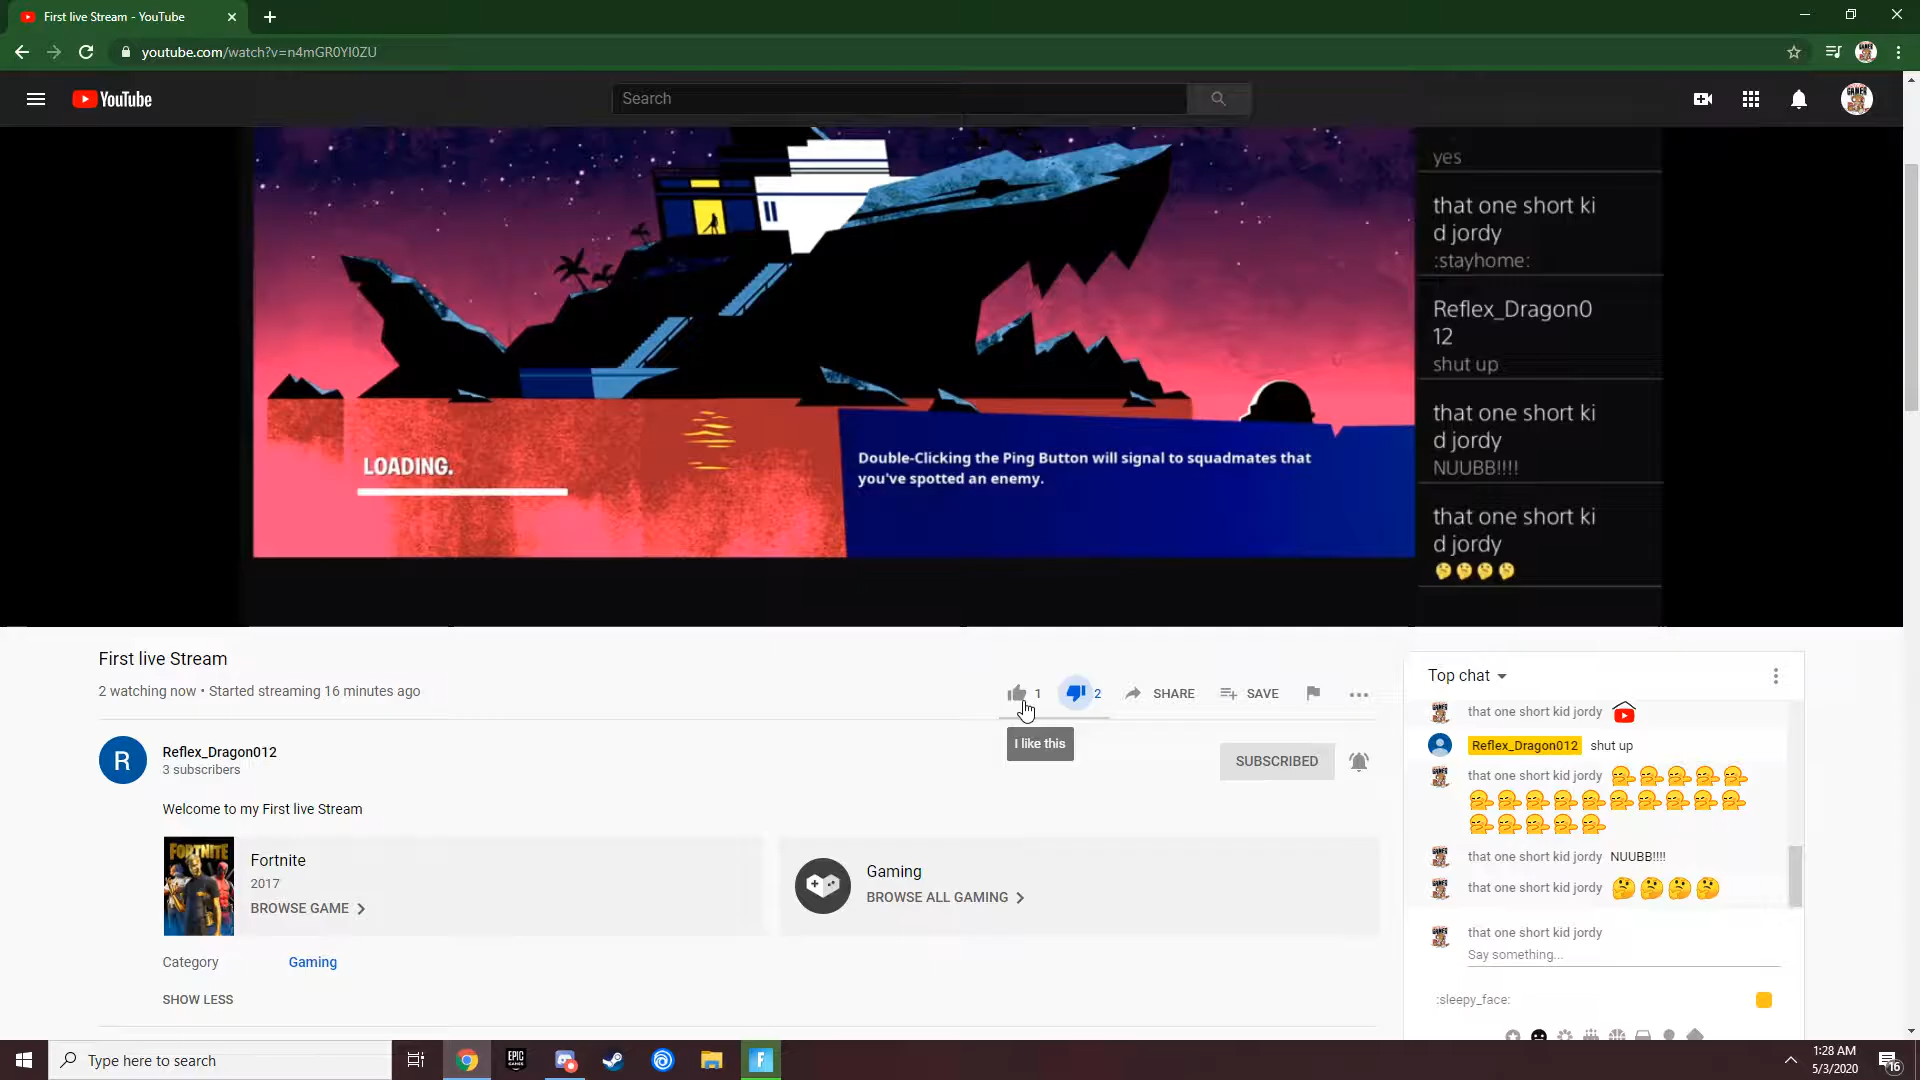 First live Stream - YouTube
youtube.com/watch?v=n4mGR0YI0ZU
YouTube
Search
yes
that one short ki
d jordy
:stayhome:
Reflex_Dragon0
12
shut up
that one short ki
d jordy
NUUBB!!!!
that one short ki
d jordy
🤔🤔🤔🤔
LOADING.
Double-Clicking the Ping Button will signal to squadmates that
you've spotted an enemy.
First live Stream
2 watching now • Started streaming 16 minutes ago
1
2
SHARE
SAVE
I like this
R
Reflex_Dragon012
3 subscribers
SUBSCRIBED
Welcome to my First live Stream
FORTNITE
Fortnite
2017
BROWSE GAME
Gaming
BROWSE ALL GAMING
Category
Gaming
SHOW LESS
Top chat
that one short kid jordy
Reflex_Dragon012 shut up
that one short kid jordy
that one short kid jordy NUUBB!!!!
that one short kid jordy 🤔🤔🤔🤔
that one short kid jordy
Say something...
:sleepy_face:
Type here to search
EPIC
GAMES
F
1:28 AM
5/3/2020
16